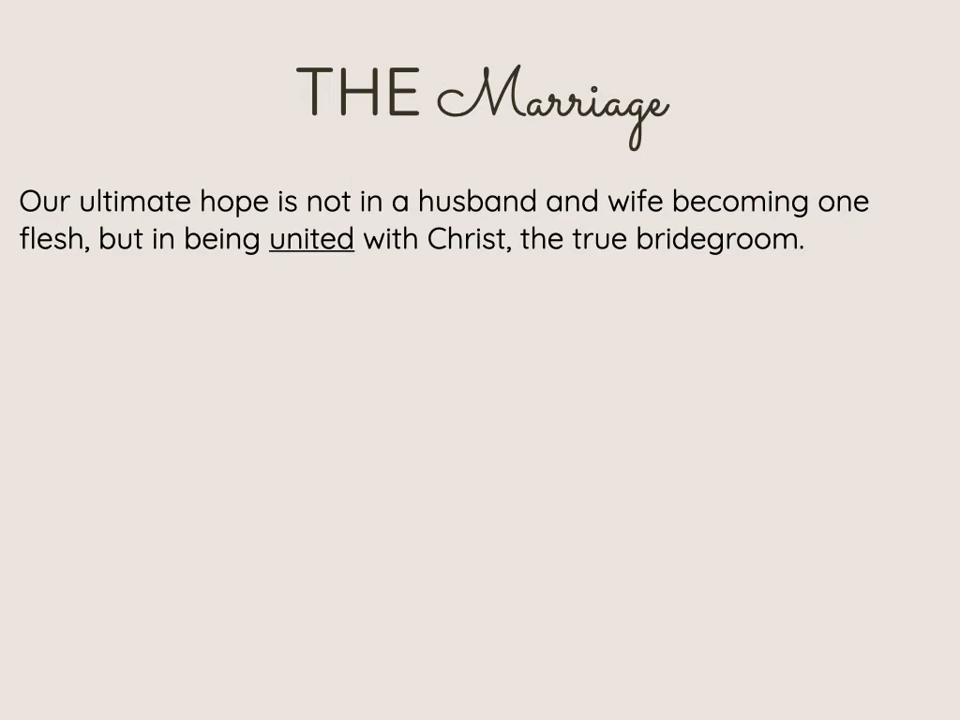 THE Marriage
Our ultimate hope is not in a husband and wife becoming one
flesh, but in being united with Christ, the true bridegroom.